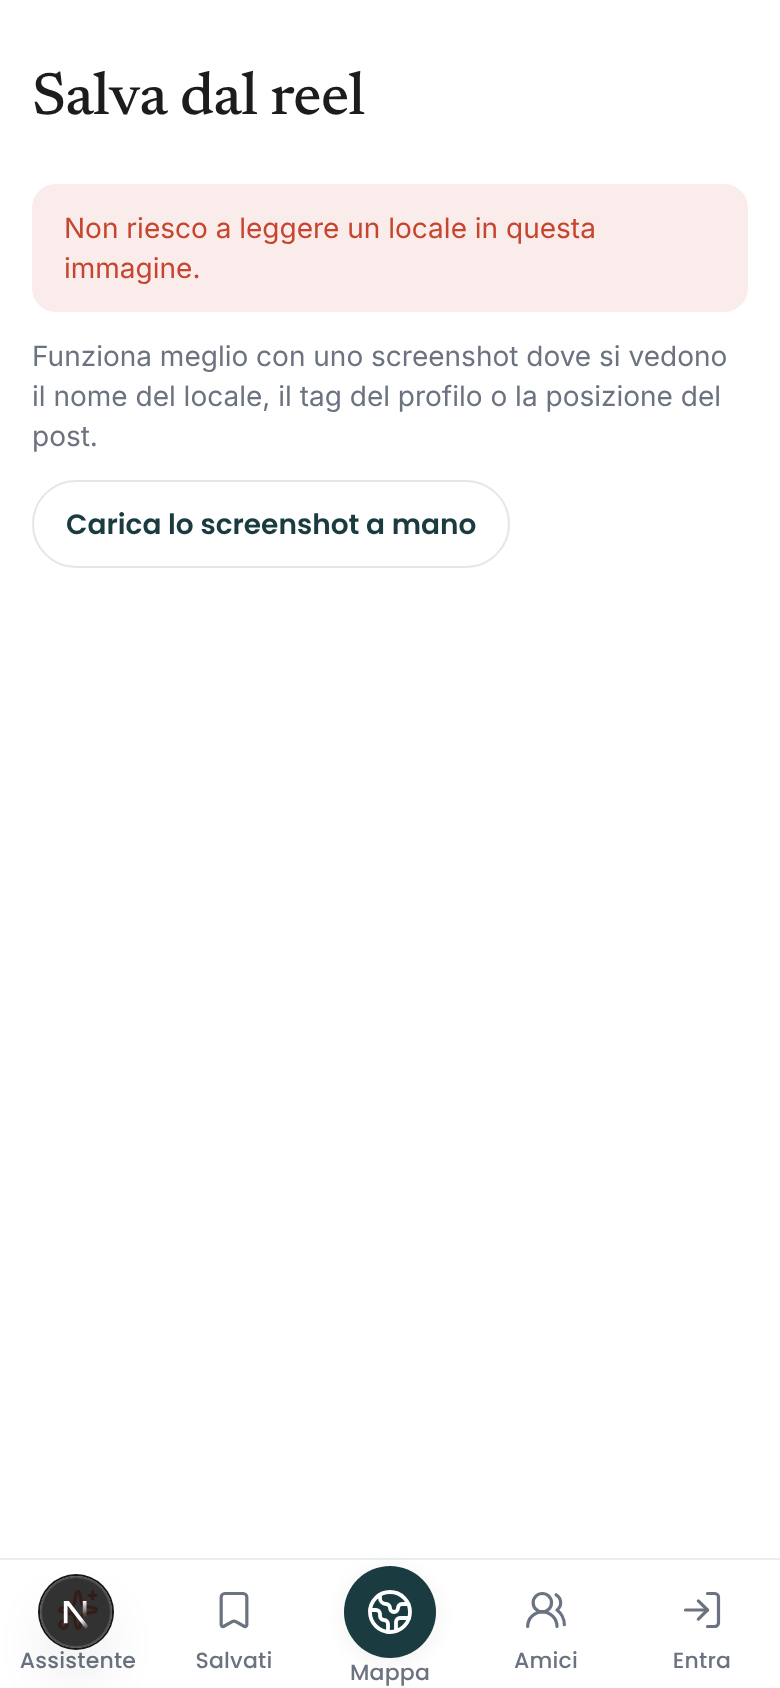 Salva dal reel
Non riesco a leggere un locale in questa
immagine.
Funziona meglio con uno screenshot dove si vedono
il nome del locale, il tag del profilo o la posizione del
post.
Carica lo screenshot a mano
N
Assistente
Salvati
Mappa
Amici
Entra